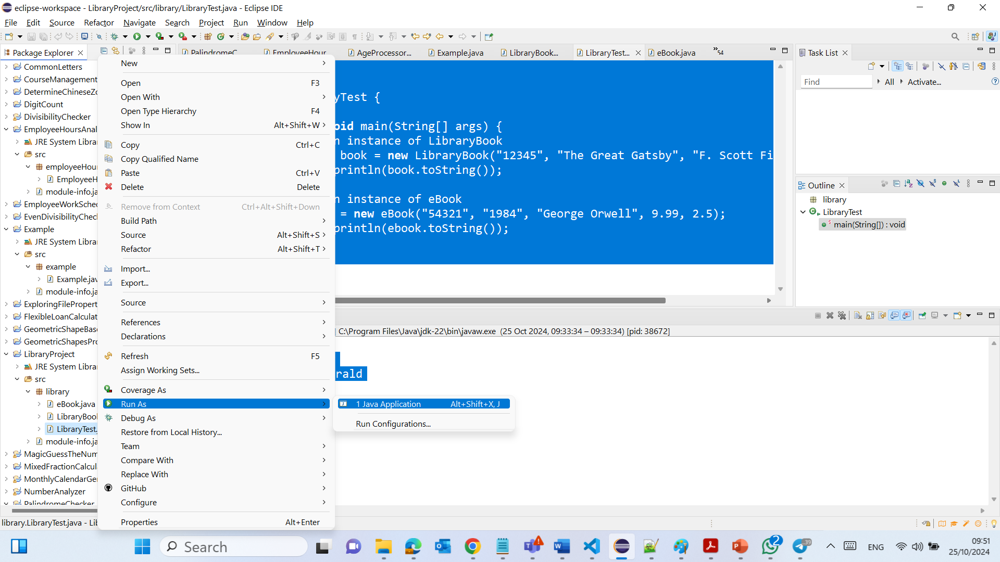 eclipse-workspace - LibraryProject/src/library/LibraryTest.java - Eclipse IDE
File Edit Source Refactor Navigate Search Project Run Window Help
Package Explorer
PalindromeC
EmployeeHour
AgeProcessor...
Example.java
LibraryBook...
LibraryTest...
eBook.java
»54
Task List
Find
All
Activate...
CommonLetters
CourseManagement
DetermineChineseZo
DigitCount
DivisibilityChecker
EmployeeHoursAnal
JRE System Librar
src
employeeHour
EmployeeH
module-info.ja
EmployeeWorkSched
EvenDivisibilityChecl
Example
JRE System Librar
src
example
Example.jav
module-info.ja
ExploringFilePropert
FlexibleLoanCalculat
GeometricShapeBase
GeometricShapesPro
LibraryProject
JRE System Librar
src
library
eBook.java
LibraryBool
LibraryTest.
module-info.ja
MagicGuessTheNum
MixedFractionCalcul
MonthlyCalendarGen
NumberAnalyzer
PalindromeChecker
New
Open F3
Open With
Open Type Hierarchy F4
Show In Alt+Shift+W
Copy Ctrl+C
Copy Qualified Name
Paste Ctrl+V
Delete Delete
Remove from Context Ctrl+Alt+Shift+Down
Build Path
Source Alt+Shift+S
Refactor Alt+Shift+T
Import...
Export...
Source
References
Declarations
Refresh F5
Assign Working Sets...
Coverage As
Run As
Debug As
Restore from Local History...
Team
Compare With
Replace With
GitHub
Configure
Properties Alt+Enter
1 Java Application Alt+Shift+X, J
Run Configurations...
yTest {
oid main(String[] args) {
n instance of LibraryBook
book = new LibraryBook("12345", "The Great Gatsby", "F. Scott Fi
println(book.toString());
n instance of eBook
= new eBook("54321", "1984", "George Orwell", 9.99, 2.5);
println(ebook.toString());
Outline
library
LibraryTest
main(String[]) : void
C:\Program Files\Java\jdk-22\bin\javaw.exe (25 Oct 2024, 09:33:34 – 09:33:34) [pid: 38672]
rald
library.LibraryTest.java - Lib
Search
2
39
ENG
09:51
25/10/2024